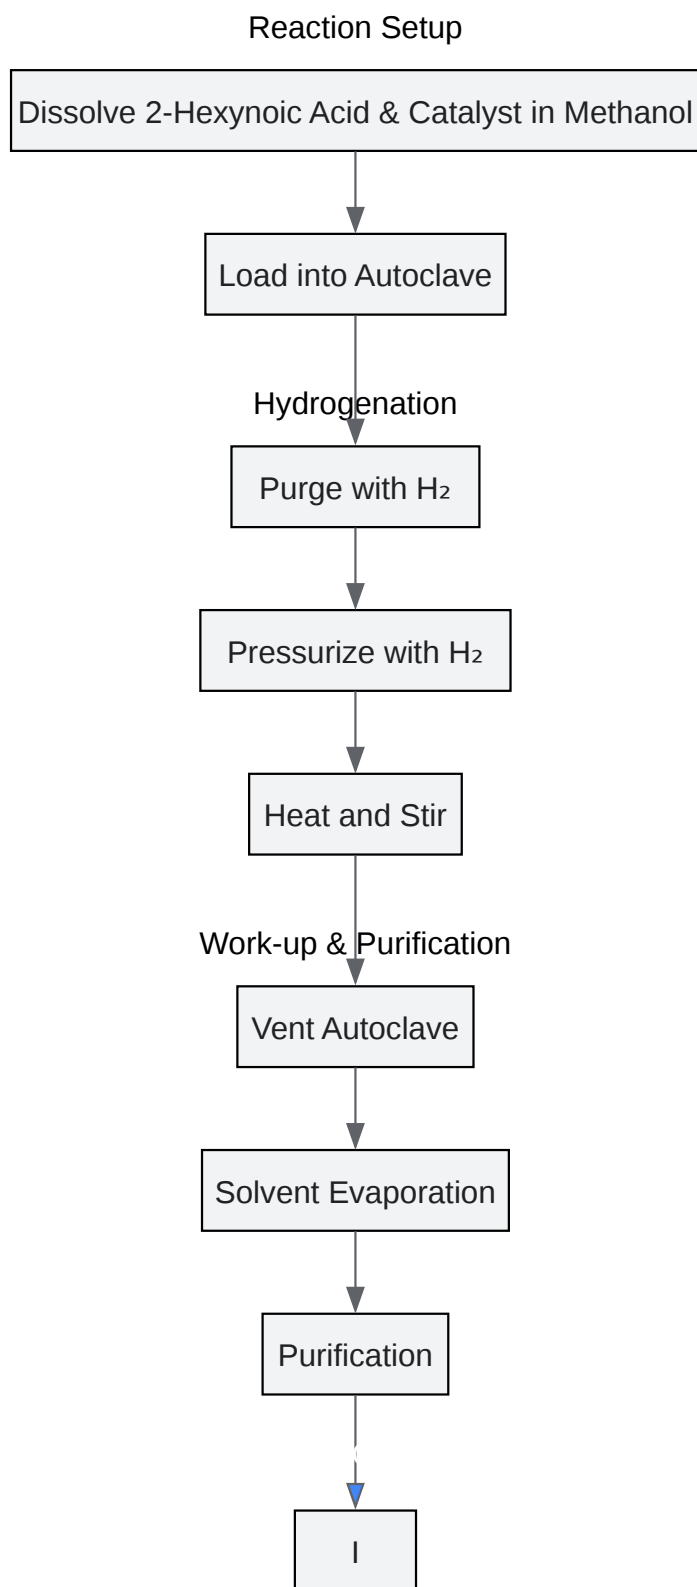 Reaction Setup
Dissolve 2-Hexynoic Acid & Catalyst in Methanol
Load into Autoclave
Hydrogenation
Purge with H₂
Pressurize with H₂
Heat and Stir
Work-up & Purification
Vent Autoclave
Solvent Evaporation
Purification
I